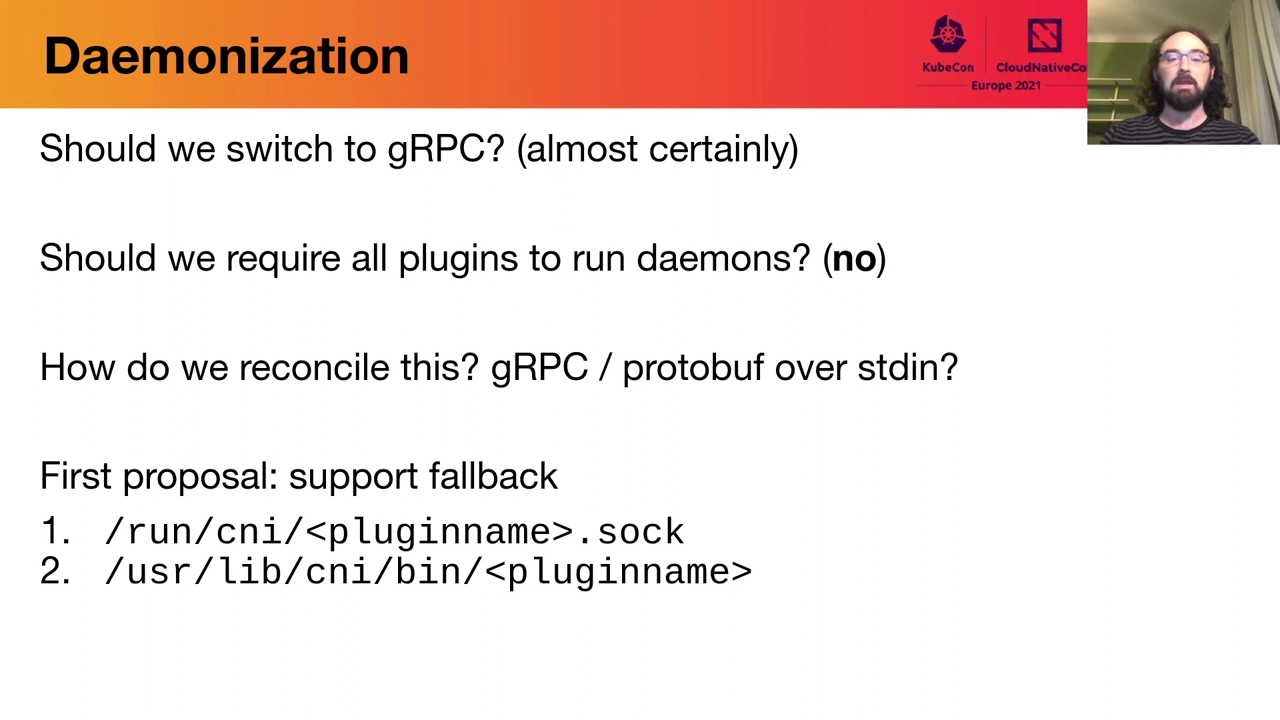 Daemonization
KubeCon
CloudNativeCo
Europe 2021
Should we switch to gRPC? (almost certainly)
Should we require all plugins to run daemons? (no)
How do we reconcile this? gRPC / protobuf over stdin?
First proposal: support fallback
1. /run/cni/<pluginname>.sock
2. /usr/lib/cni/bin/<pluginname>